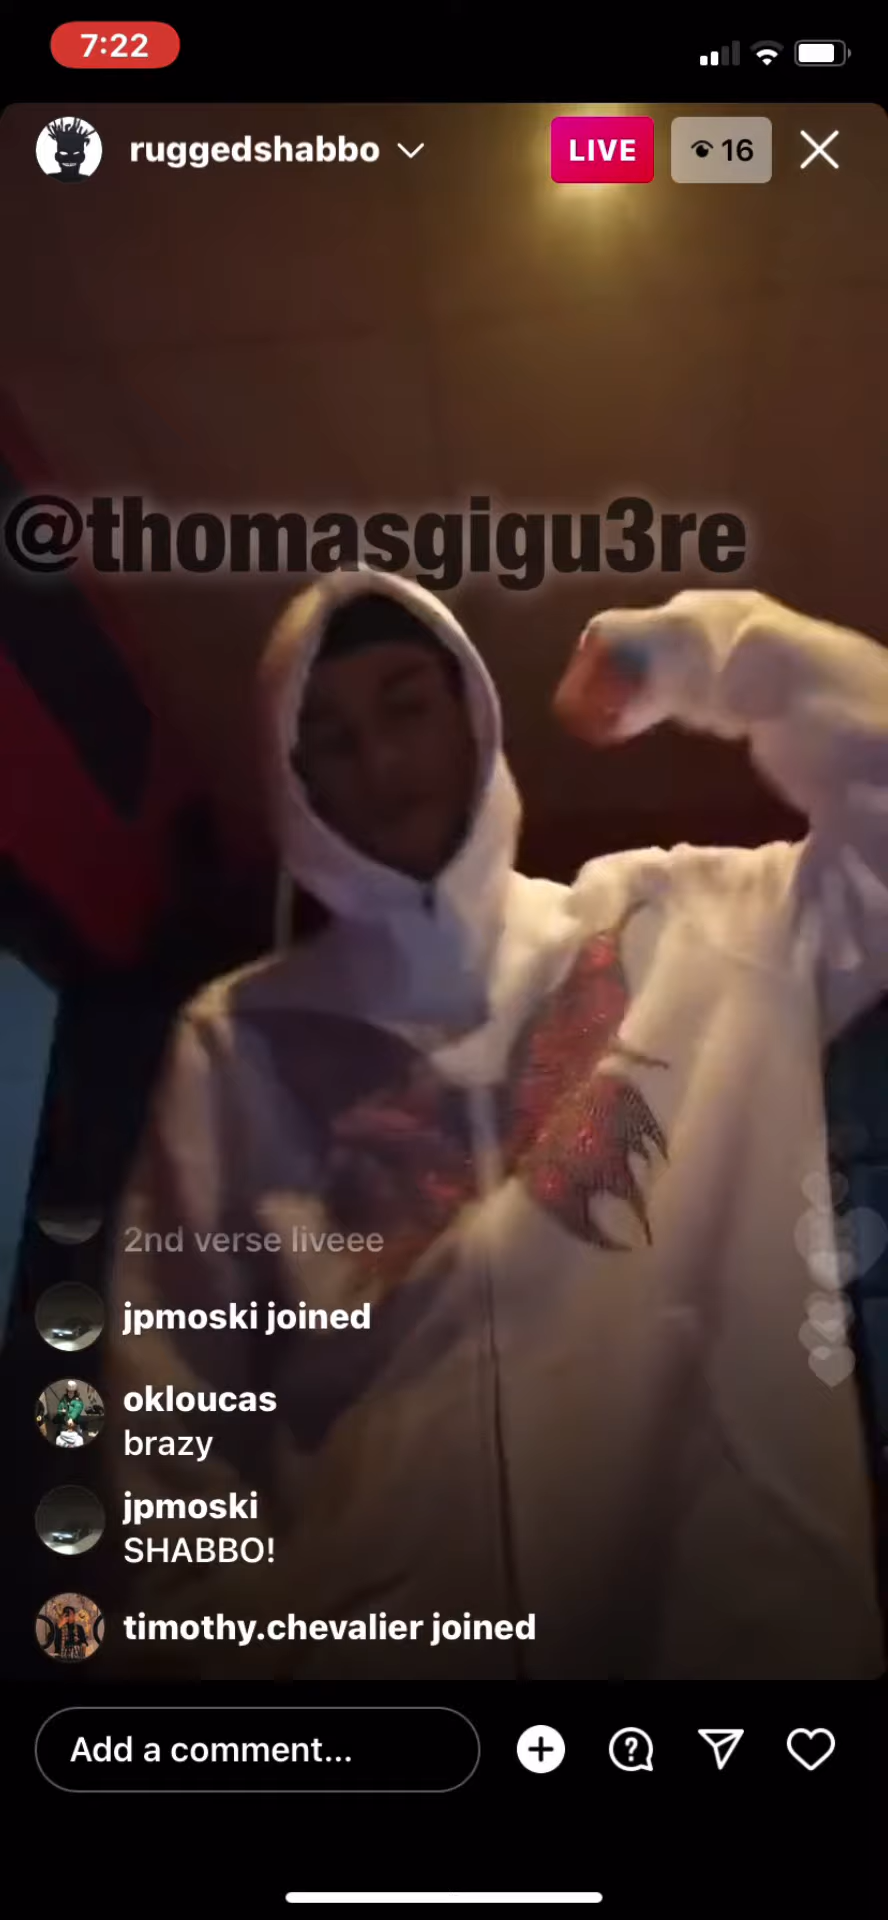 7:22
ruggedshabbo
LIVE
16
@thomasgigu3re
2nd verse liveee
jpmoski joined
okloucas
brazy
jpmoski
SHABBO!
timothy.chevalier joined
Add a comment...